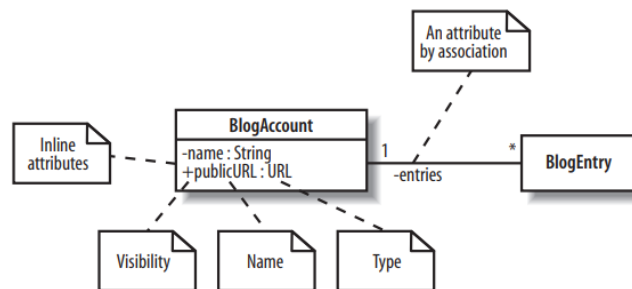 An attribute
by association
BlogAccount
-name : String
+publicURL : URL
Inline
attributes
1
*
-entries
BlogEntry
Visibility
Name
Type